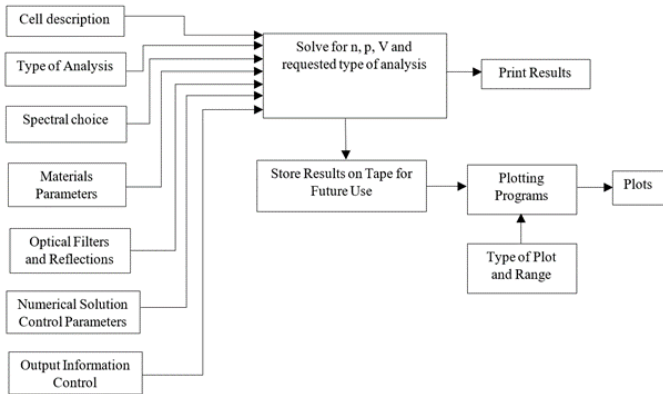 Cell description
Type of Analysis
Spectral choice
Materials
Parameters
Optical Filters
and Reflections
Numerical Solution
Control Parameters
Output Information
Control
Solve for n, p, V and
requested type of analysis
Print Results
Store Results on Tape for
Future Use
Plotting
Programs
Plots
Type of Plot
and Range